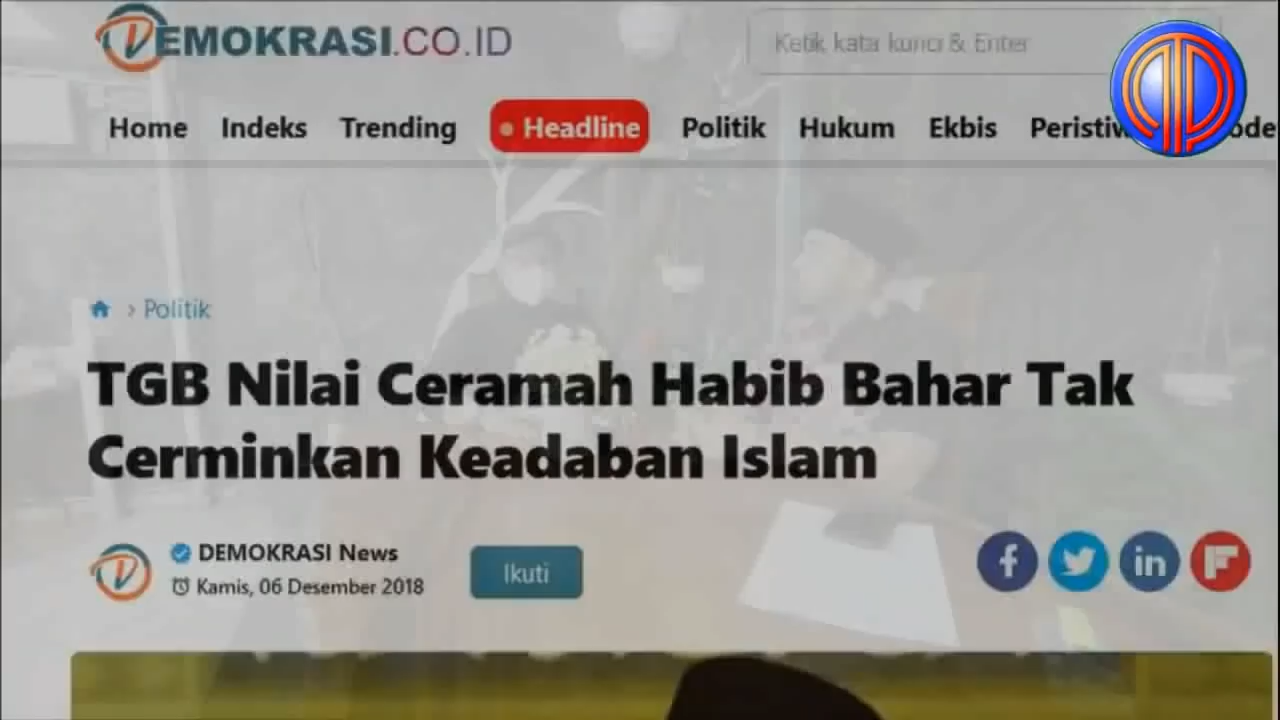 DEMOKRASI.CO.ID
Ketik kata kunci & Enter
Home Indeks Trending Headline Politik Hukum Ekbis
Politik
TGB Nilai Ceramah Habib Bahar Tak
Cerminkan Keadaban Islam
DEMOKRASI News
Kamis, 06 Desember 2018
Ikuti